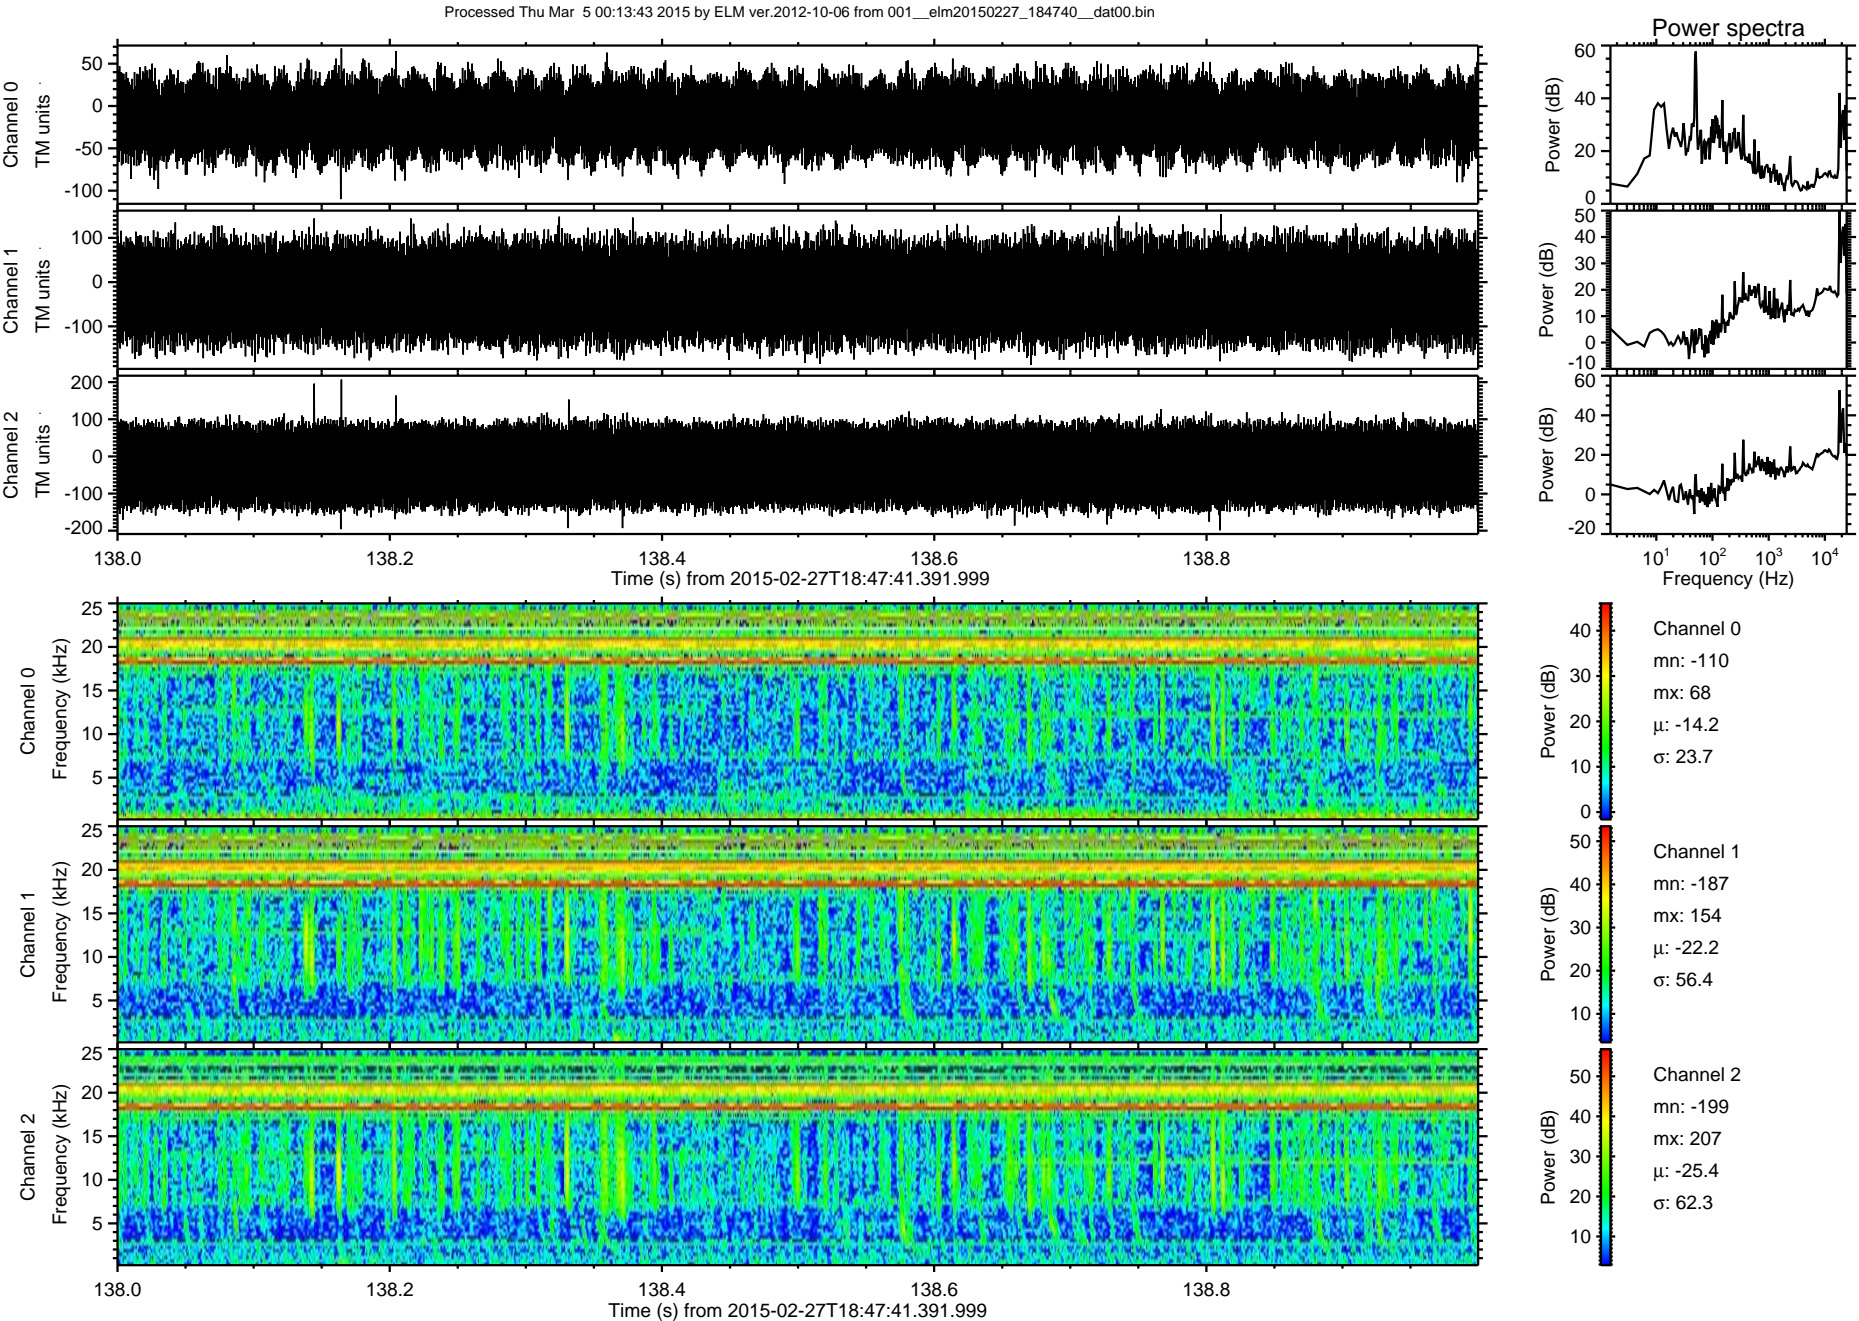 Processed Thu Mar  5 00:13:43 2015 by ELM ver.2012-10-06 from 001__elm20150227_184740__dat00.bin
Power spectra
Channel 0
TM units
50
0
-50
-100
Power (dB)
60
40
20
0
Channel 1
TM units
100
0
-100
Power (dB)
50
40
30
20
10
0
-10
Channel 2
TM units
200
100
0
-100
-200
Power (dB)
60
40
20
0
-20
138.0 138.2 138.4 138.6 138.8
Time (s) from 2015-02-27T18:47:41.391.999
10^1 10^2 10^3 10^4
Frequency (Hz)
Channel 0
Frequency (kHz)
25
20
15
10
5
Power (dB)
40
30
20
10
0
Channel 0
mn: -110
mx: 68
μ: -14.2
σ: 23.7
Channel 1
Frequency (kHz)
25
20
15
10
5
Power (dB)
50
40
30
20
10
Channel 1
mn: -187
mx: 154
μ: -22.2
σ: 56.4
Channel 2
Frequency (kHz)
25
20
15
10
5
Power (dB)
50
40
30
20
10
Channel 2
mn: -199
mx: 207
μ: -25.4
σ: 62.3
138.0 138.2 138.4 138.6 138.8
Time (s) from 2015-02-27T18:47:41.391.999